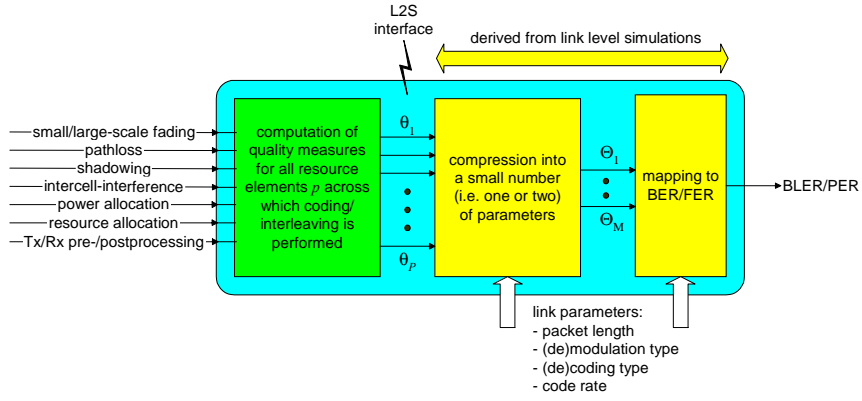 L2S
interface
derived from link level simulations
small/large-scale fading
pathloss
shadowing
intercell-interference
power allocation
resource allocation
Tx/Rx pre-/postprocessing
computation of
quality measures
for all resource
elements p across
which coding/
interleaving is
performed
θ1
θP
compression into
a small number
(i.e. one or two)
of parameters
Θ1
ΘM
mapping to
BER/FER
BLER/PER
link parameters:
- packet length
- (de)modulation type
- (de)coding type
- code rate